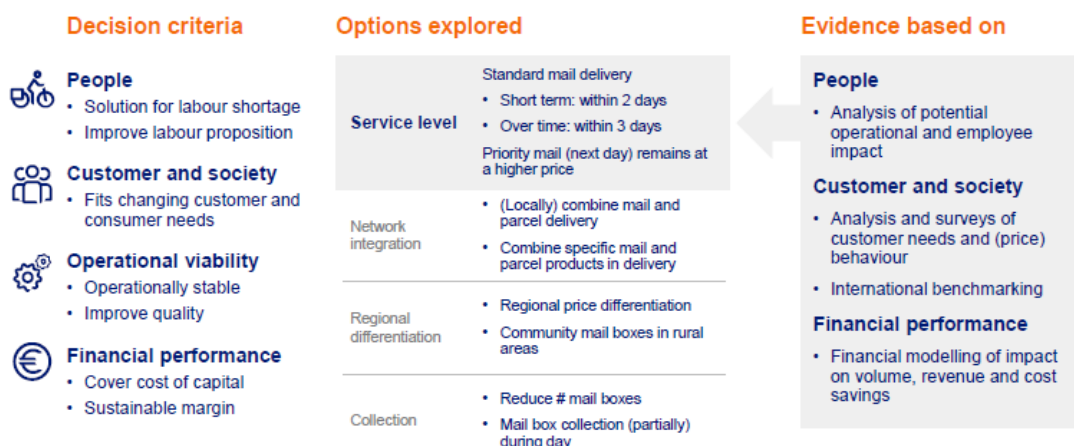 Decision criteria
People
• Solution for labour shortage
• Improve labour proposition
Customer and society
• Fits changing customer and
consumer needs
Operational viability
• Operationally stable
• Improve quality
Financial performance
• Cover cost of capital
• Sustainable margin
Options explored
Service level
Standard mail delivery
• Short term: within 2 days
• Over time: within 3 days
Priority mail (next day) remains at
a higher price
Network
integration
• (Locally) combine mail and
parcel delivery
• Combine specific mail and
parcel products in delivery
Regional
differentiation
• Regional price differentiation
• Community mail boxes in rural
areas
Collection
• Reduce # mail boxes
• Mail box collection (partially)
during day
Evidence based on
People
• Analysis of potential
operational and employee
impact
Customer and society
• Analysis and surveys of
customer needs and (price)
behaviour
• International benchmarking
Financial performance
• Financial modelling of impact
on volume, revenue and cost
savings